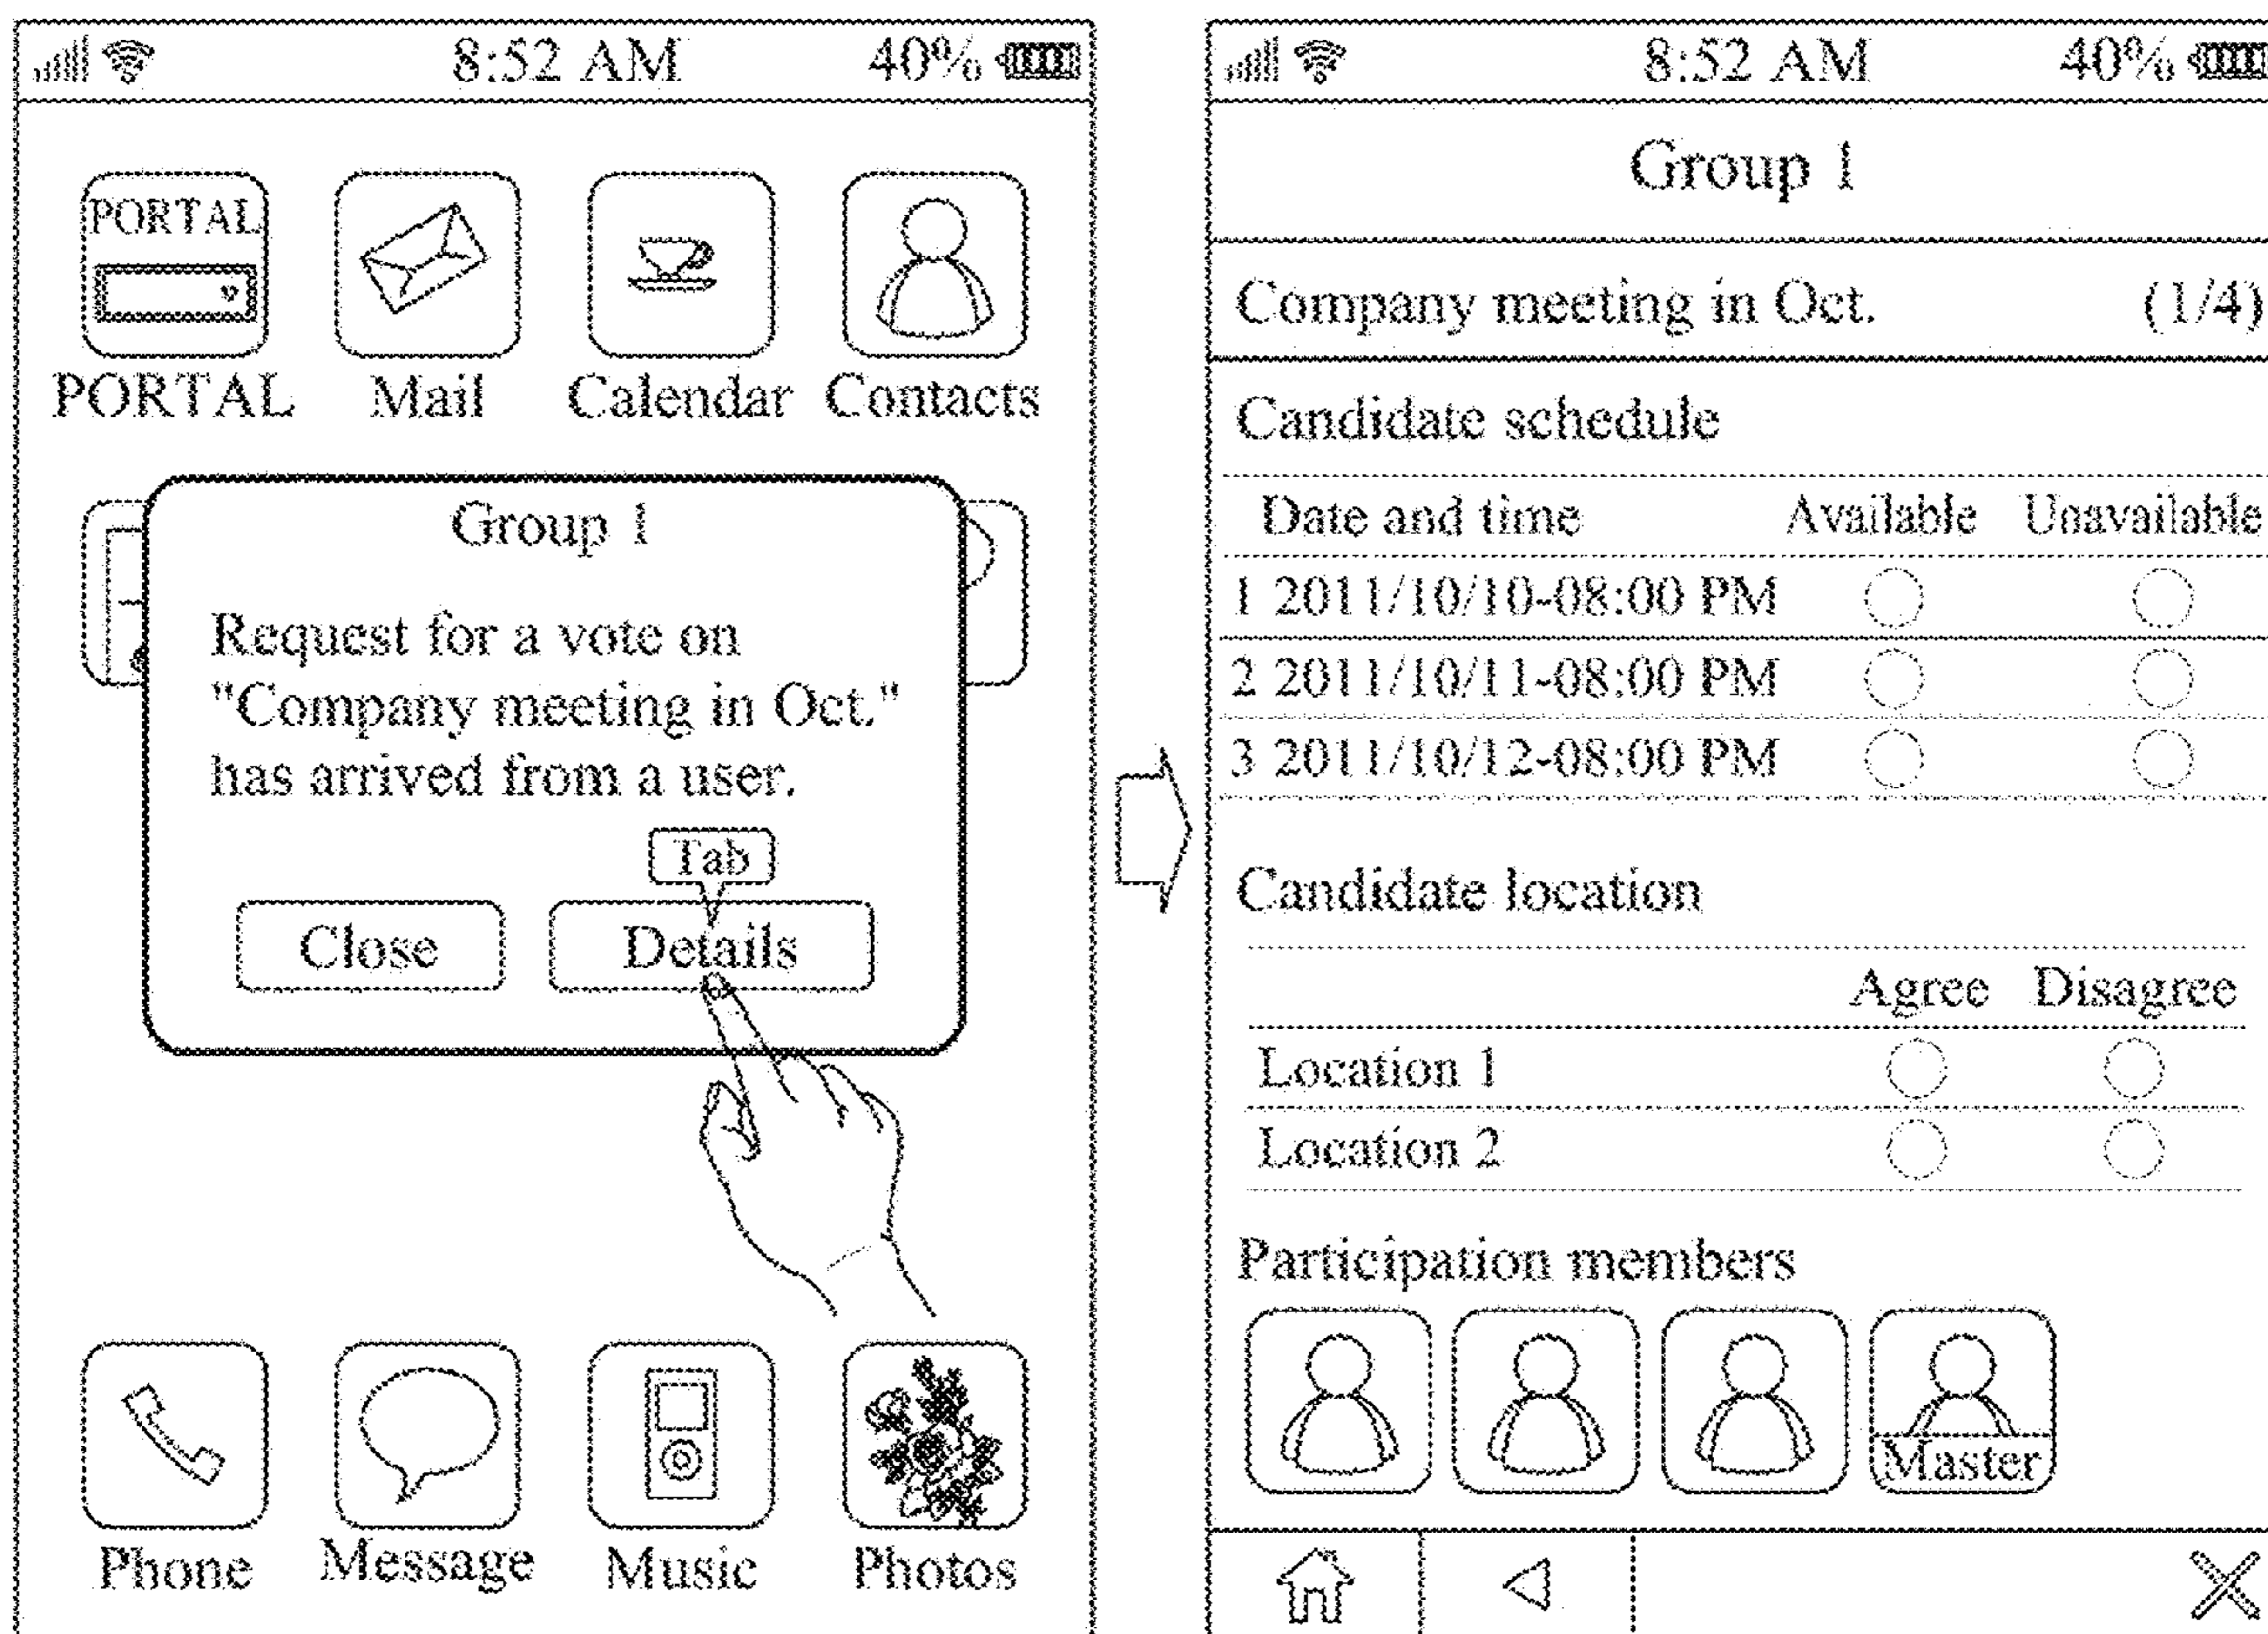 8:52 AM 40%
PORTAL
PORTAL Mail Calendar Contacts
Group 1
Request for a vote on
"Company meeting in Oct."
has arrived from a user.
Tab
Close Details
Phone Message Music Photos
8:52 AM 40%
Group 1
Company meeting in Oct. (1/4)
Candidate schedule
Date and time Available Unavailable
1 2011/10/10-08:00 PM
2 2011/10/11-08:00 PM
3 2011/10/12-08:00 PM
Candidate location
Agree Disagree
Location 1
Location 2
Participation members
Master